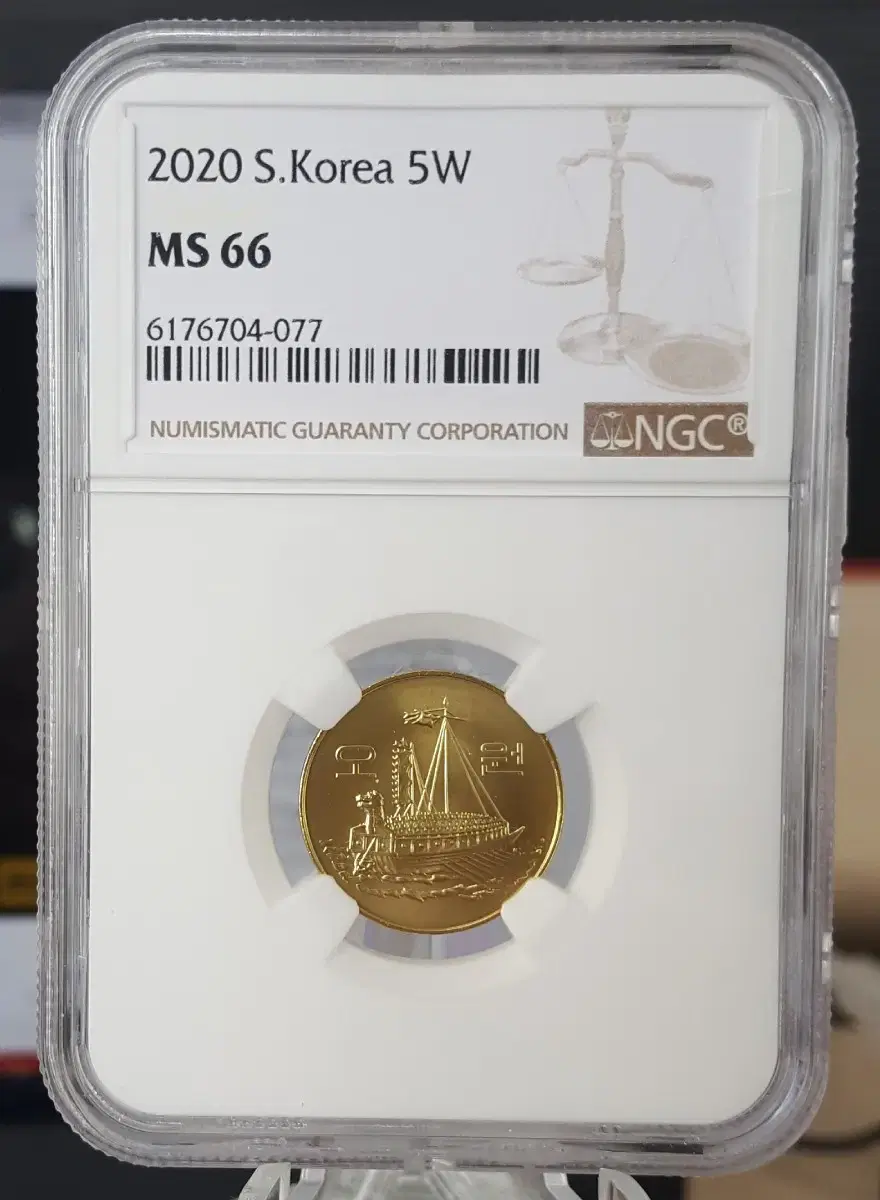 2020 S.Korea 5W
MS 66
6176704-077
NUMISMATIC GUARANTY CORPORATION NGC®
오 원